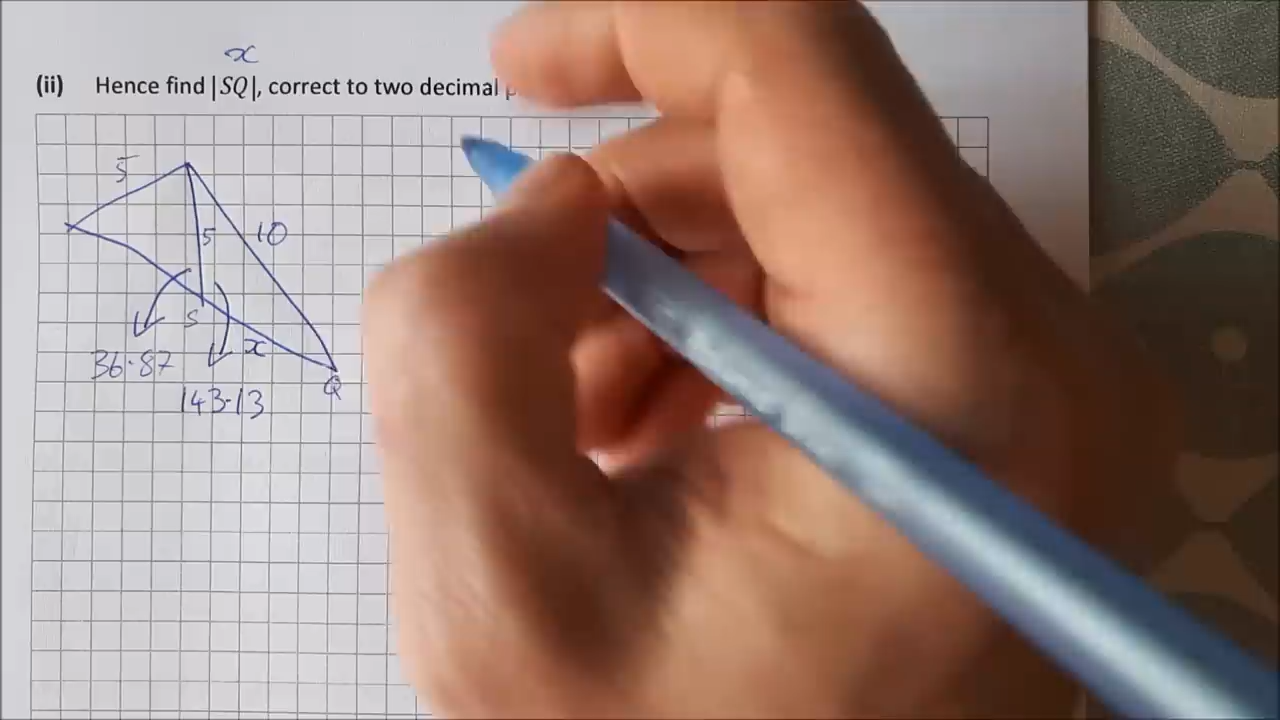 x
(ii) Hence find |SQ|, correct to two decimal
5
5
10
S
36.87
x
143.13
Q